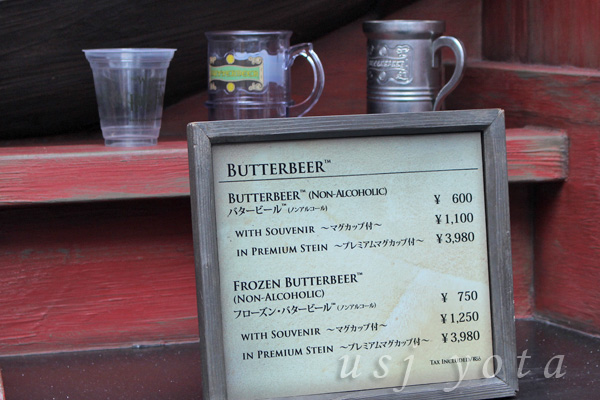 BUTTERBEER™
BUTTERBEER™ (NON-ALCOHOLIC) ¥ 600
バタービール™ (ノンアルコール)
WITH SOUVENIR ～マグカップ付～ ¥1,100
IN PREMIUM STEIN ～プレミアムマグカップ付～ ¥3,980
FROZEN BUTTERBEER™
(NON-ALCOHOLIC) ¥ 750
フローズン・バタービール™ (ノンアルコール)
WITH SOUVENIR ～マグカップ付～ ¥1,250
IN PREMIUM STEIN ～プレミアムマグカップ付～ ¥3,980
TAX INCLUDED/税込
usj yota